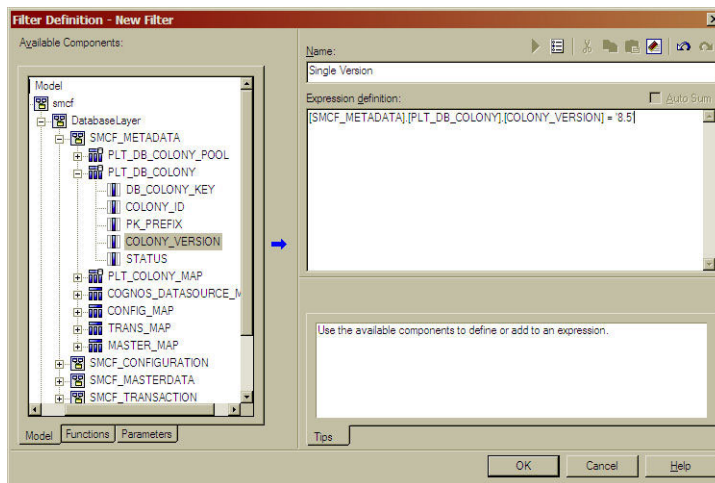 Filter Definition - New Filter
Available Components:
Name:
Single Version
Expression definition:
Auto Sum
[SMCF_METADATA].[PLT_DB_COLONY].[COLONY_VERSION] = '8.5'
Model
smcf
DatabaseLayer
SMCF_METADATA
PLT_DB_COLONY_POOL
PLT_DB_COLONY
DB_COLONY_KEY
COLONY_ID
PK_PREFIX
COLONY_VERSION
STATUS
PLT_COLONY_MAP
COGNOS_DATASOURCE_M
CONFIG_MAP
TRANS_MAP
MASTER_MAP
SMCF_CONFIGURATION
SMCF_MASTERDATA
SMCF_TRANSACTION
Use the available components to define or add to an expression.
Model Functions Parameters
Tips
OK Cancel Help